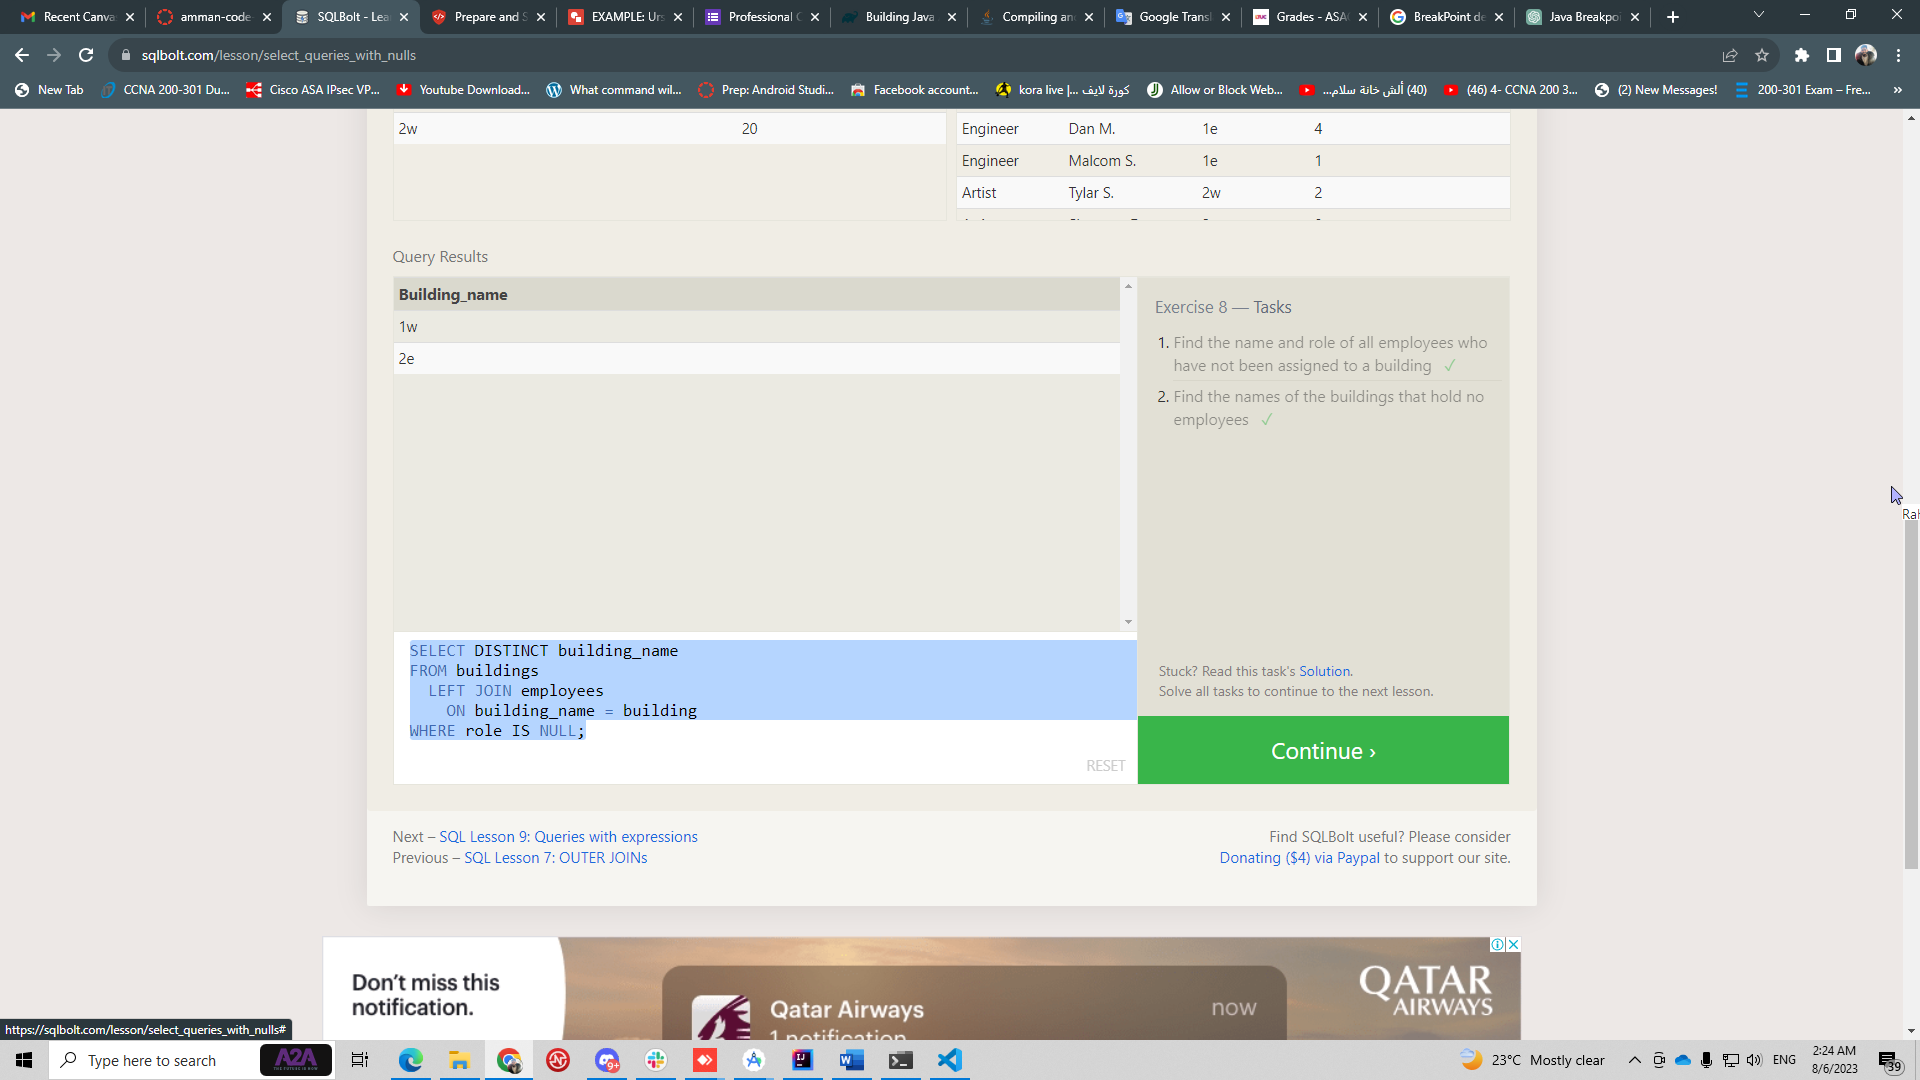 Recent Canva
amman-code
SQLBolt - Lea
Prepare and S
EXAMPLE: Urs
Professional C
Building Java
Compiling an
Google Transl
Grades - ASA
BreakPoint de
Java Breakpoi
sqlbolt.com/lesson/select_queries_with_nulls
New Tab
CCNA 200-301 Du...
Cisco ASA IPsec VP...
Youtube Download...
What command wil...
Prep: Android Studi...
Facebook account...
kora live |... كورة لايف
Allow or Block Web...
(40) ألش خانة سلام...
(46) 4- CCNA 200 3...
(2) New Messages!
200-301 Exam – Fre...
2w 20
Engineer Dan M. 1e 4
Engineer Malcom S. 1e 1
Artist Tylar S. 2w 2
Query Results
Building_name
1w
2e
Exercise 8 — Tasks
1. Find the name and role of all employees who
have not been assigned to a building ✓
2. Find the names of the buildings that hold no
employees ✓
SELECT DISTINCT building_name
FROM buildings
LEFT JOIN employees
ON building_name = building
WHERE role IS NULL;
RESET
Stuck? Read this task's Solution.
Solve all tasks to continue to the next lesson.
Continue ›
Next – SQL Lesson 9: Queries with expressions
Previous – SQL Lesson 7: OUTER JOINs
Find SQLBolt useful? Please consider
Donating ($4) via Paypal to support our site.
Don't miss this
notification.
Qatar Airways
now
1 notification
QATAR
AIRWAYS
https://sqlbolt.com/lesson/select_queries_with_nulls#
Type here to search
A2A
9+
23°C Mostly clear
ENG
2:24 AM
8/6/2023
39